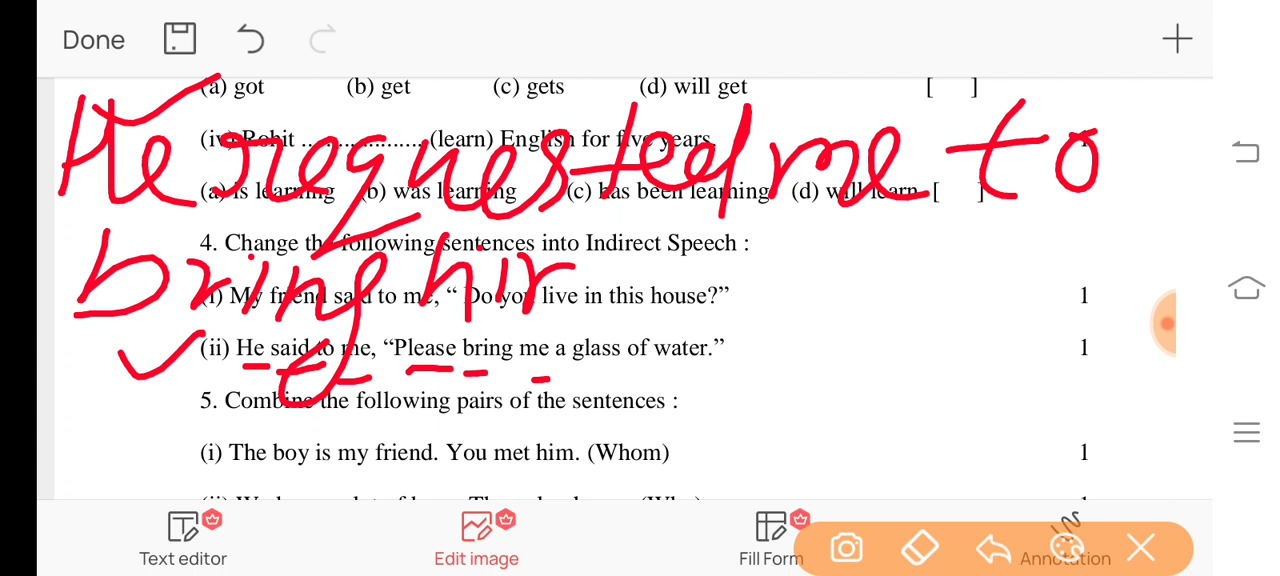 Done
(a) got (b) get (c) gets (d) will get [ ]
(iv) Rohit ..................... (learn) English for five years. 1
(a) is learning (b) was learning (c) has been learning (d) will learn [ ]
He requested me to
4. Change the following sentences into Indirect Speech :
bring hir
(i) My friend said to me, “ Do you live in this house?” 1
(ii) He said to me, “Please bring me a glass of water.” 1
5. Combine the following pairs of the sentences :
(i) The boy is my friend. You met him. (Whom) 1
Text editor Edit image Fill Form Annotation